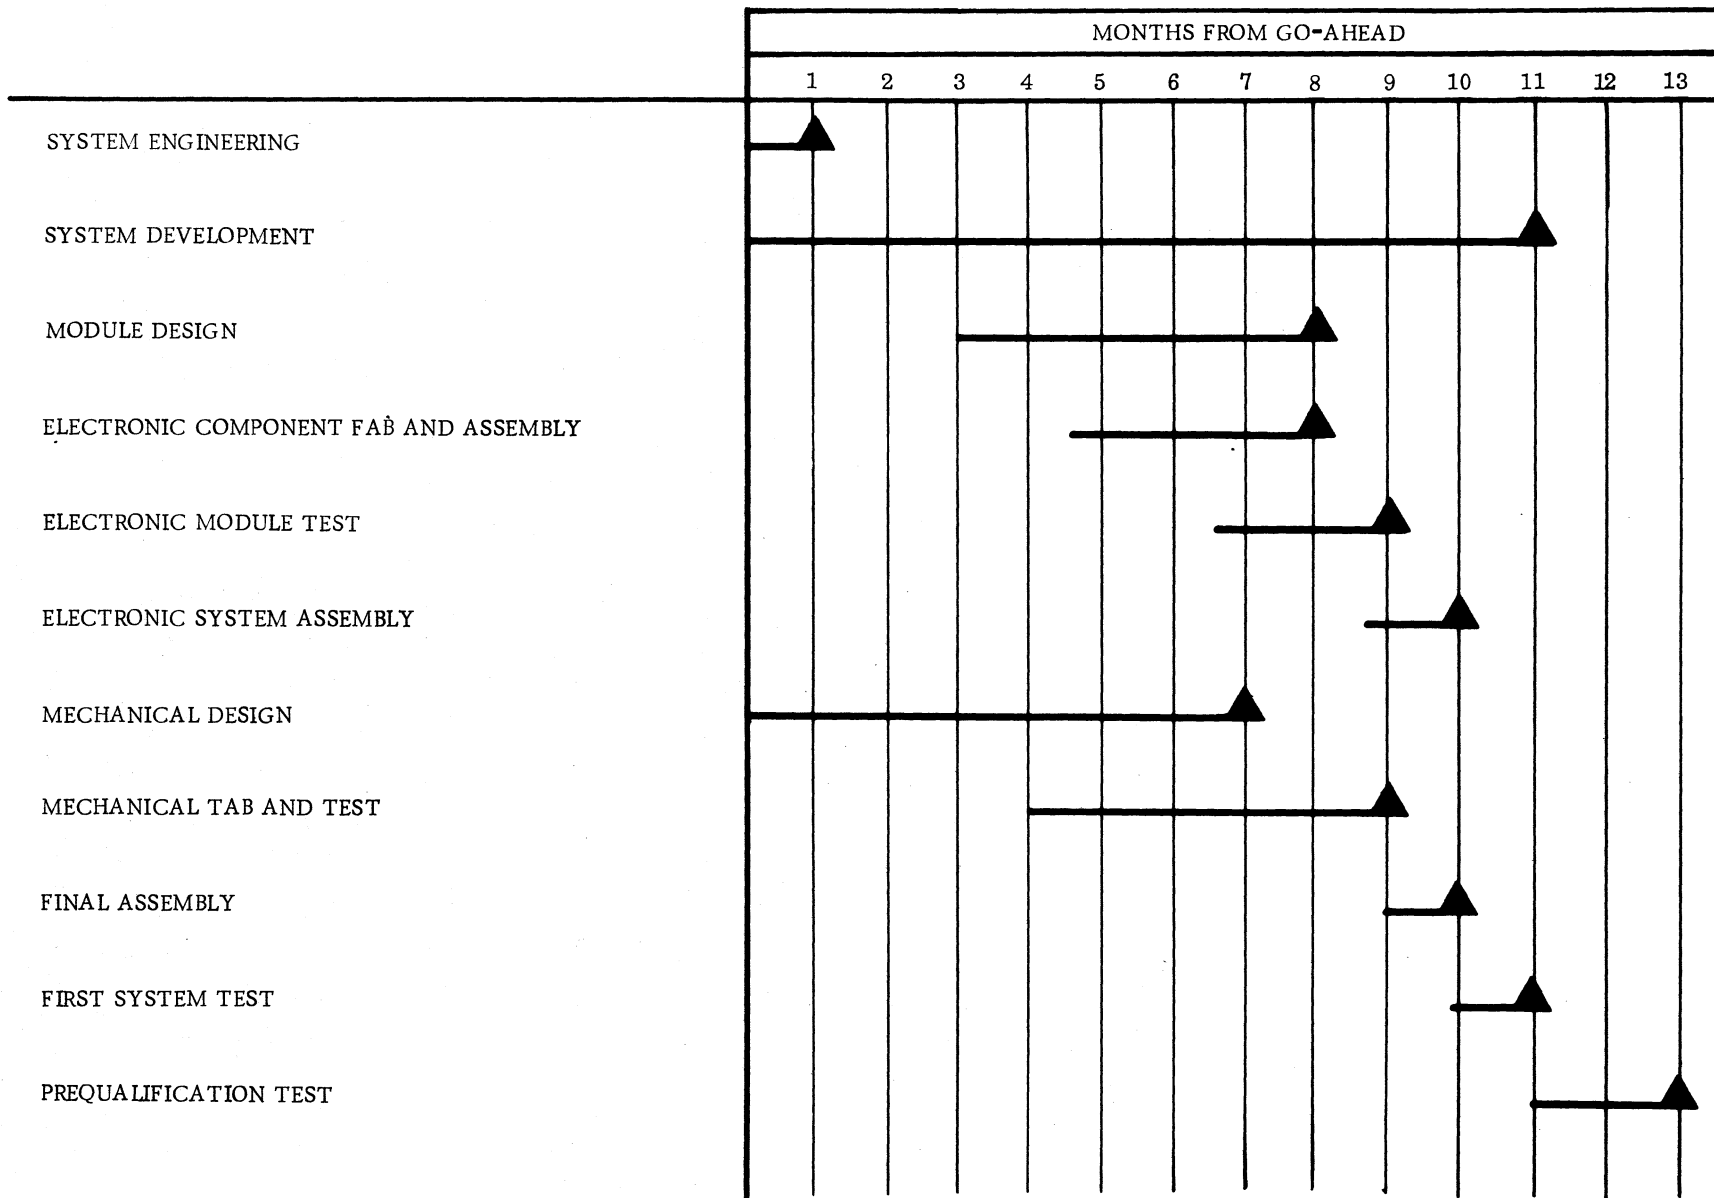 MONTHS FROM GO-AHEAD
1 2 3 4 5 6 7 8 9 10 11 12 13
SYSTEM ENGINEERING
SYSTEM DEVELOPMENT
MODULE DESIGN
ELECTRONIC COMPONENT FAB AND ASSEMBLY
ELECTRONIC MODULE TEST
ELECTRONIC SYSTEM ASSEMBLY
MECHANICAL DESIGN
MECHANICAL TAB AND TEST
FINAL ASSEMBLY
FIRST SYSTEM TEST
PREQUALIFICATION TEST